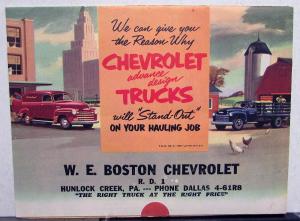 We can give you
the Reason Why
CHEVROLET
advance design
TRUCKS
will "Stand-Out"
ON YOUR HAULING JOB
W. E. BOSTON CHEVROLET
R. D. 1
HUNLOCK CREEK, PA. -- PHONE DALLAS 4-61R8
"THE RIGHT TRUCK AT THE RIGHT PRICE"